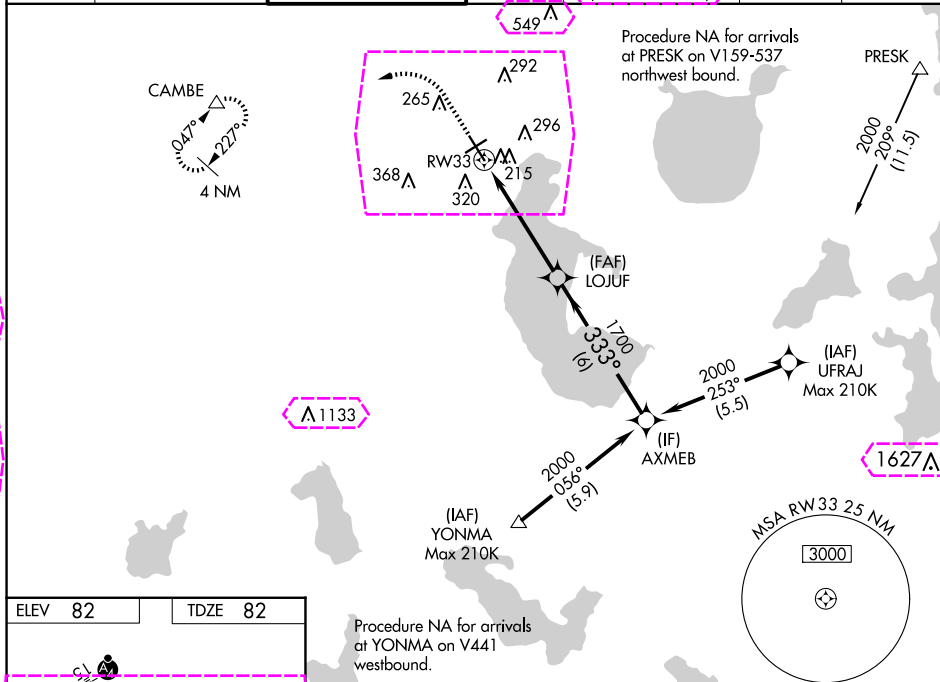 549
Procedure NA for arrivals
at PRESK on V159-537
northwest bound.
PRESK
2000
209°
(11.5)
CAMBE
047°
227°
4 NM
292
265
296
RW33
215
368
320
(FAF)
LOJUF
1700
333°
(6)
(IAF)
UFRAJ
Max 210K
2000
253°
(5.5)
(IF)
AXMEB
1133
1627
2000
056°
(5.9)
(IAF)
YONMA
Max 210K
MSA RW33 25 NM
3000
ELEV 82
TDZE 82
Procedure NA for arrivals
at YONMA on V441
westbound.
15
A